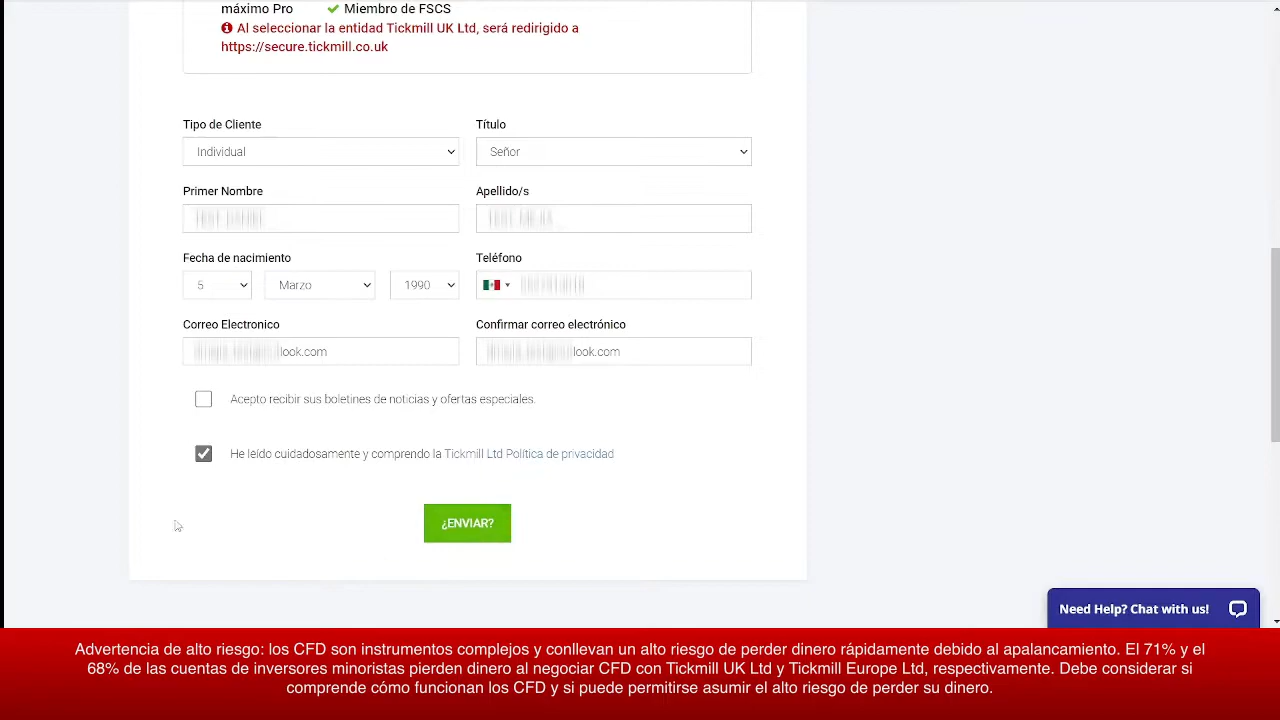 máximo Pro
Miembro de FSCS
Al seleccionar la entidad Tickmill UK Ltd, será redirigido a
https://secure.tickmill.co.uk
Tipo de Cliente
Título
Individual
Señor
Primer Nombre
Apellido/s
Fecha de nacimiento
Teléfono
5
Marzo
1990
Correo Electronico
Confirmar correo electrónico
look.com
look.com
Acepto recibir sus boletines de noticias y ofertas especiales.
He leído cuidadosamente y comprendo la Tickmill Ltd Política de privacidad
¿ENVIAR?
Need Help? Chat with us!
Advertencia de alto riesgo: los CFD son instrumentos complejos y conllevan un alto riesgo de perder dinero rápidamente debido al apalancamiento. El 71% y el
68% de las cuentas de inversores minoristas pierden dinero al negociar CFD con Tickmill UK Ltd y Tickmill Europe Ltd, respectivamente. Debe considerar si
comprende cómo funcionan los CFD y si puede permitirse asumir el alto riesgo de perder su dinero.